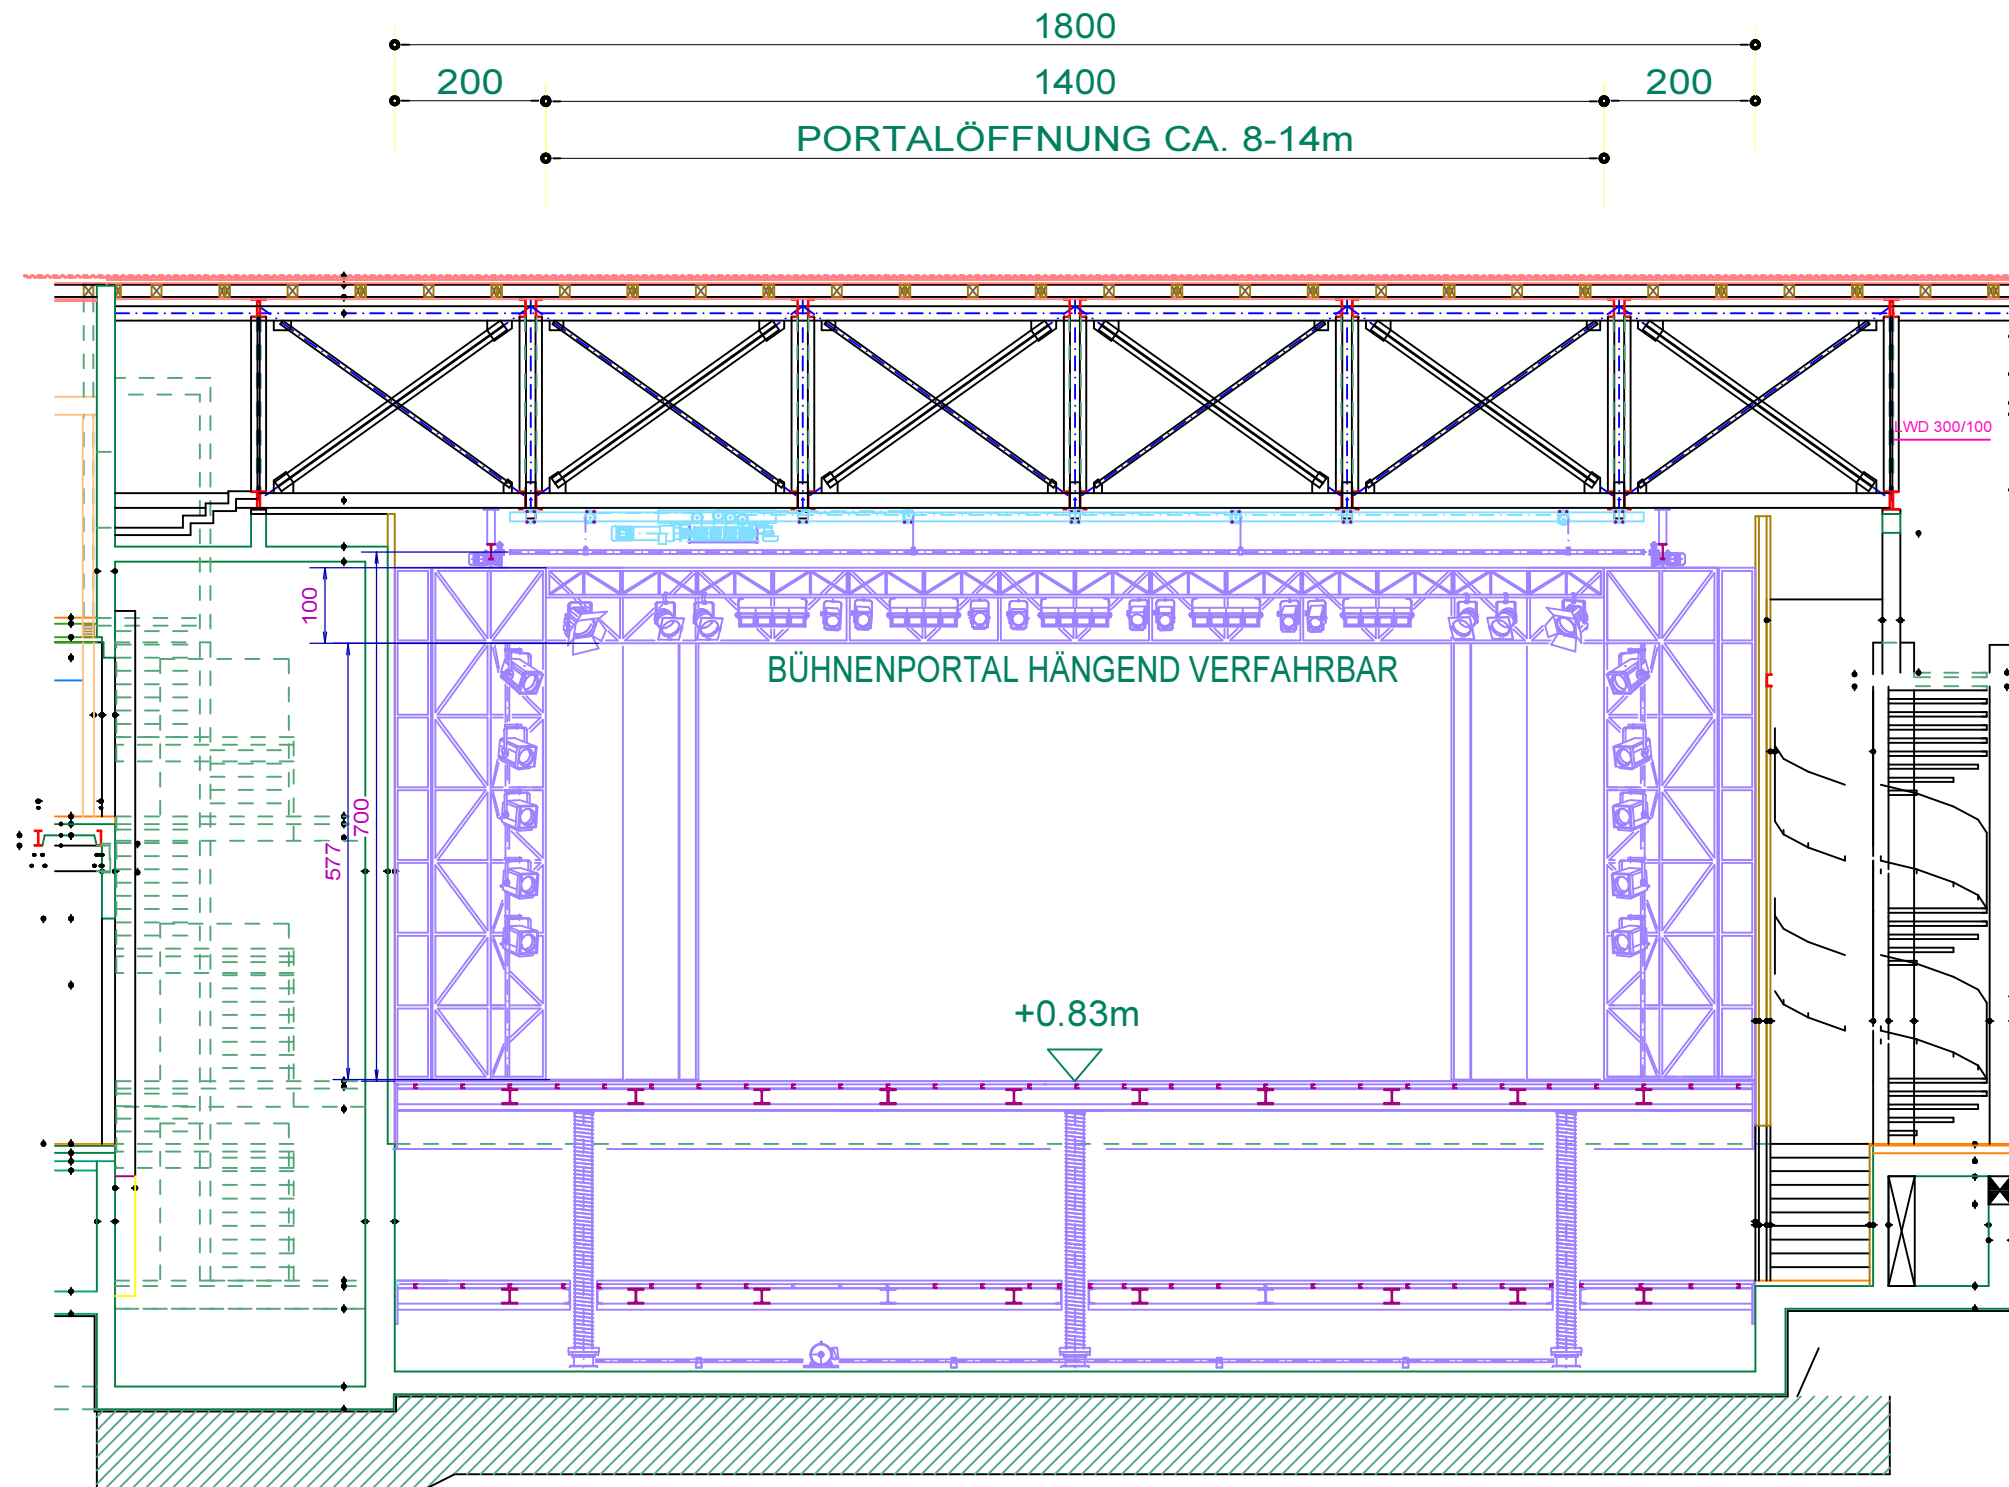 1800
200 1400 200
PORTALÖFFNUNG CA. 8-14m
LWD 300/100
100
BÜHNENPORTAL HÄNGEND VERFAHRBAR
700
577
+0.83m